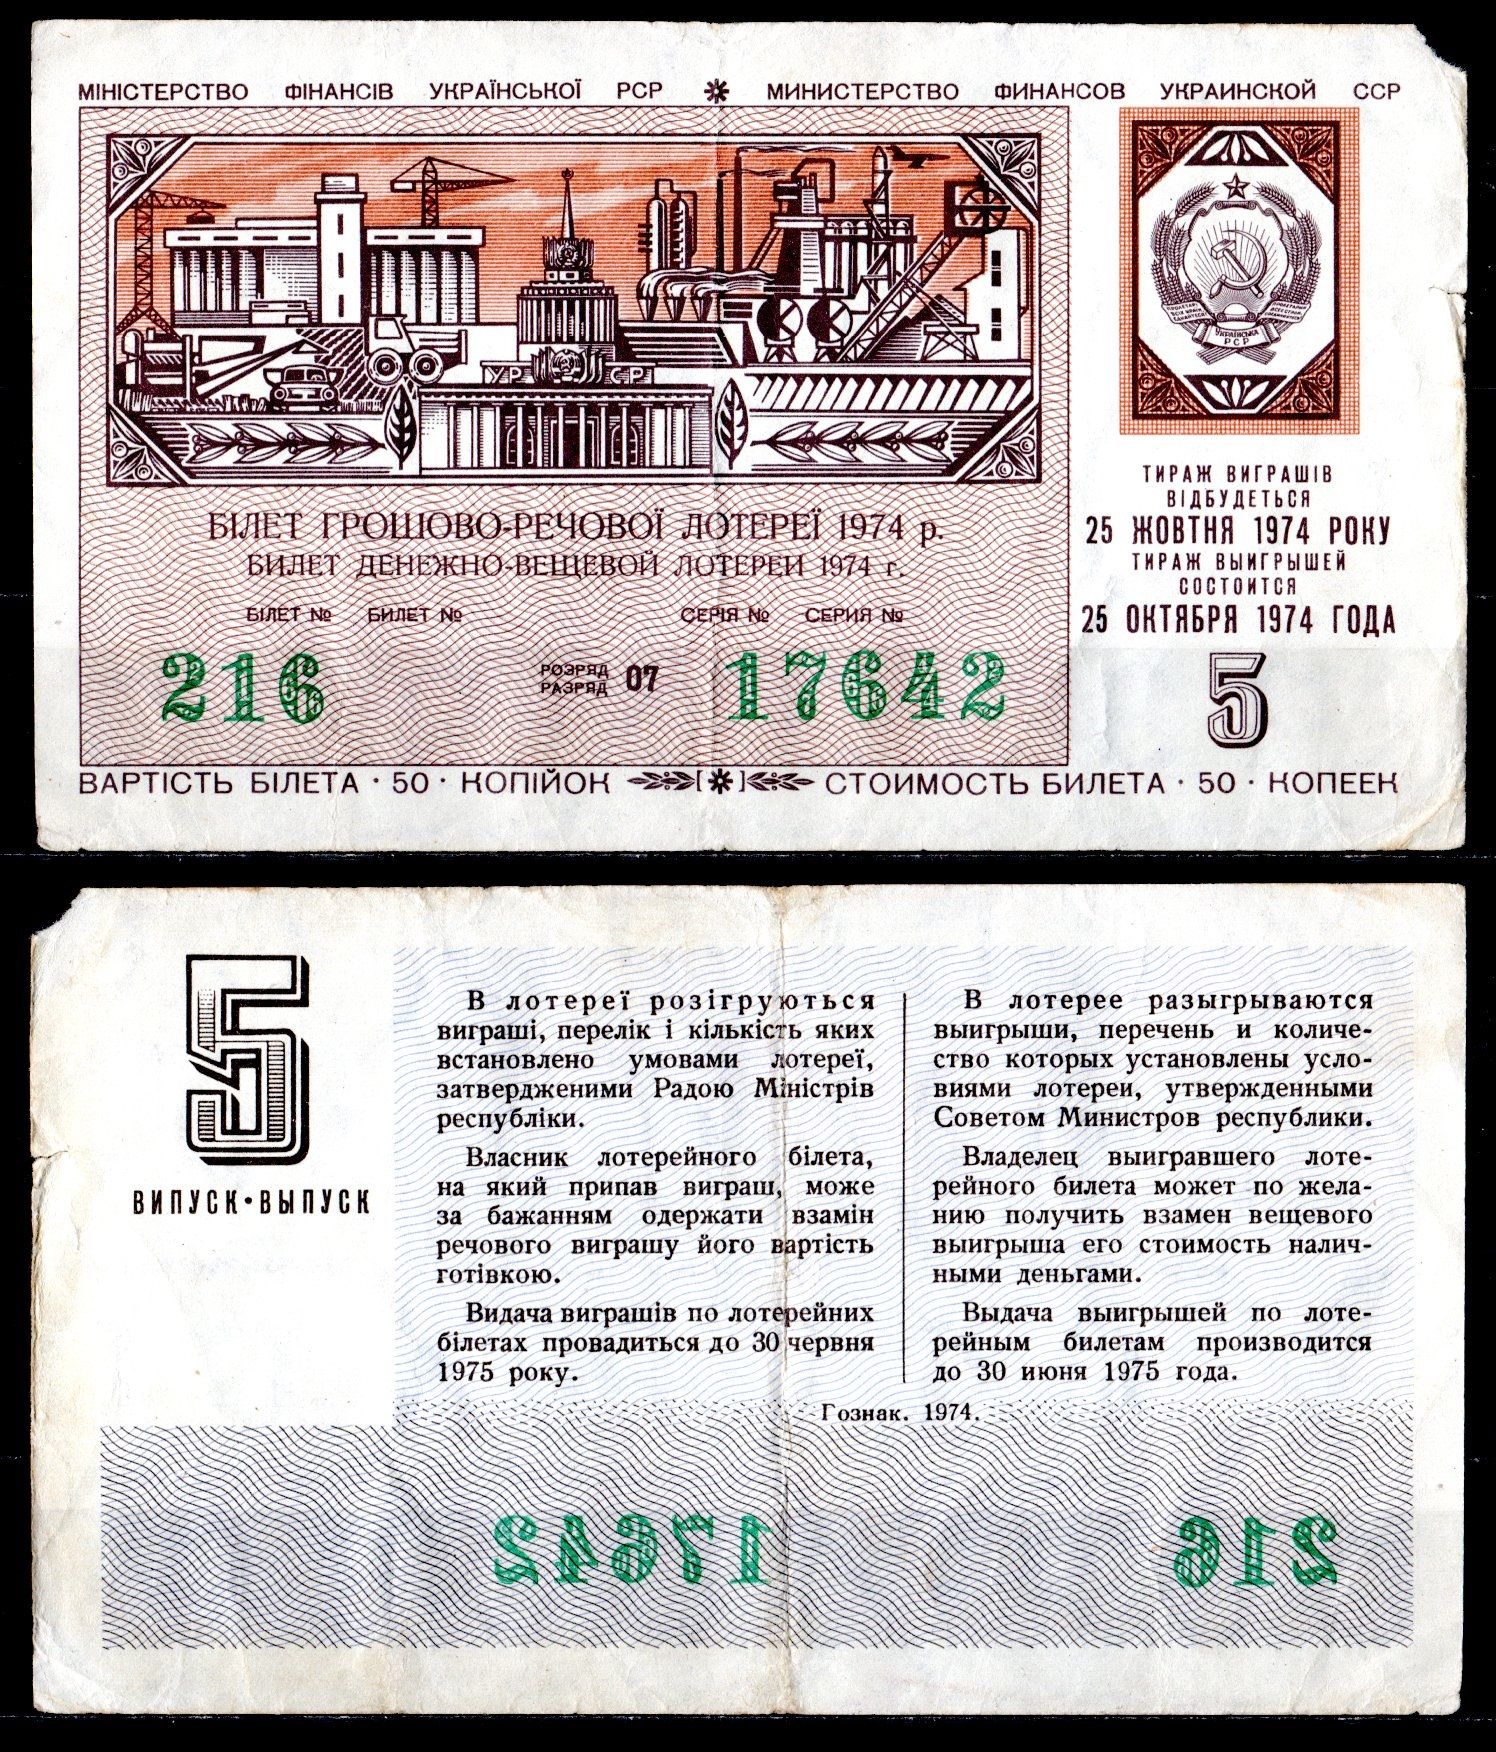 МІНІСТЕРСТВО ФІНАНСІВ УКРАЇНСЬКОЇ РСР МИНИСТЕРСТВО ФИНАНСОВ УКРАИНСКОЙ ССР
УР СР
УКРАЇНСЬКА
РСР
ТИРАЖ ВИГРАШІВ
ВІДБУДЕТЬСЯ
25 ЖОВТНЯ 1974 РОКУ
ТИРАЖ ВЫИГРЫШЕЙ
СОСТОИТСЯ
25 ОКТЯБРЯ 1974 ГОДА
5
БІЛЕТ ГРОШОВО-РЕЧОВОЇ ЛОТЕРЕЇ 1974 р.
БИЛЕТ ДЕНЕЖНО-ВЕЩЕВОЙ ЛОТЕРЕИ 1974 г.
БІЛЕТ № БИЛЕТ № СЕРІЯ № СЕРИЯ №
216 РОЗРЯД РАЗРЯД 07 17642
ВАРТІСТЬ БІЛЕТА · 50 · КОПІЙОК СТОИМОСТЬ БИЛЕТА · 50 · КОПЕЕК
5
ВИПУСК•ВЫПУСК
В лотереї розігруються
виграші, перелік і кількість яких
встановлено умовами лотереї,
затвердженими Радою Міністрів
республіки.
Власник лотерейного білета,
на який припав виграш, може
за бажанням одержати взамін
речового виграшу його вартість
готівкою.
Видача виграшів по лотерейних
білетах провадиться до 30 червня
1975 року.
В лотерее разыгрываются
выигрыши, перечень и количе-
ство которых установлены усло-
виями лотереи, утвержденными
Советом Министров республики.
Владелец выигравшего лоте-
рейного билета может по жела-
нию получить взамен вещевого
выигрыша его стоимость налич-
ными деньгами.
Выдача выигрышей по лоте-
рейным билетам производится
до 30 июня 1975 года.
Гознак. 1974.
17642 216